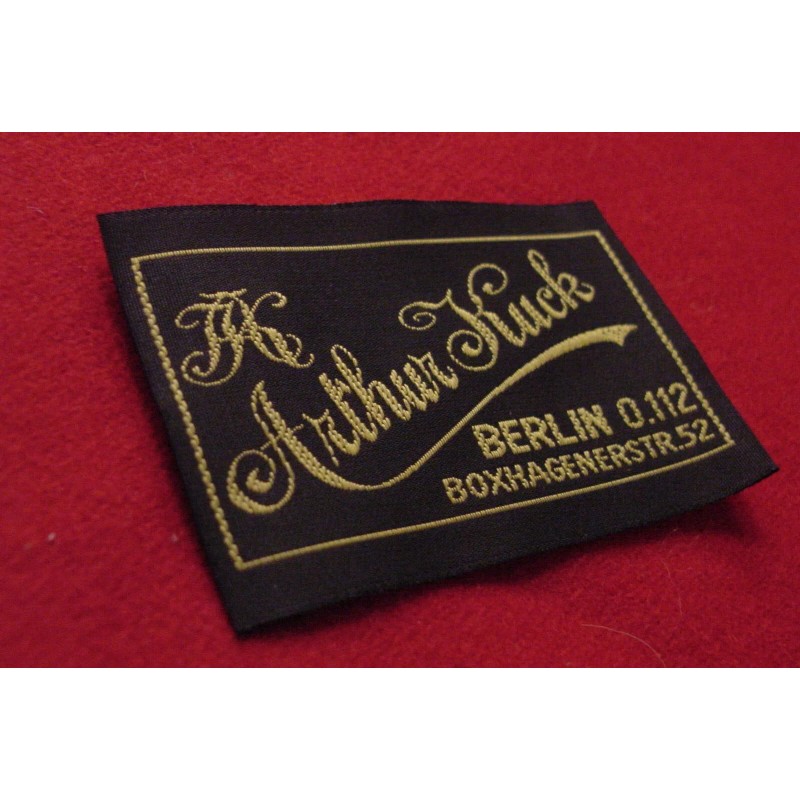 AK
Arthur Kuck
BERLIN O.112
BOXHAGENERSTR.52